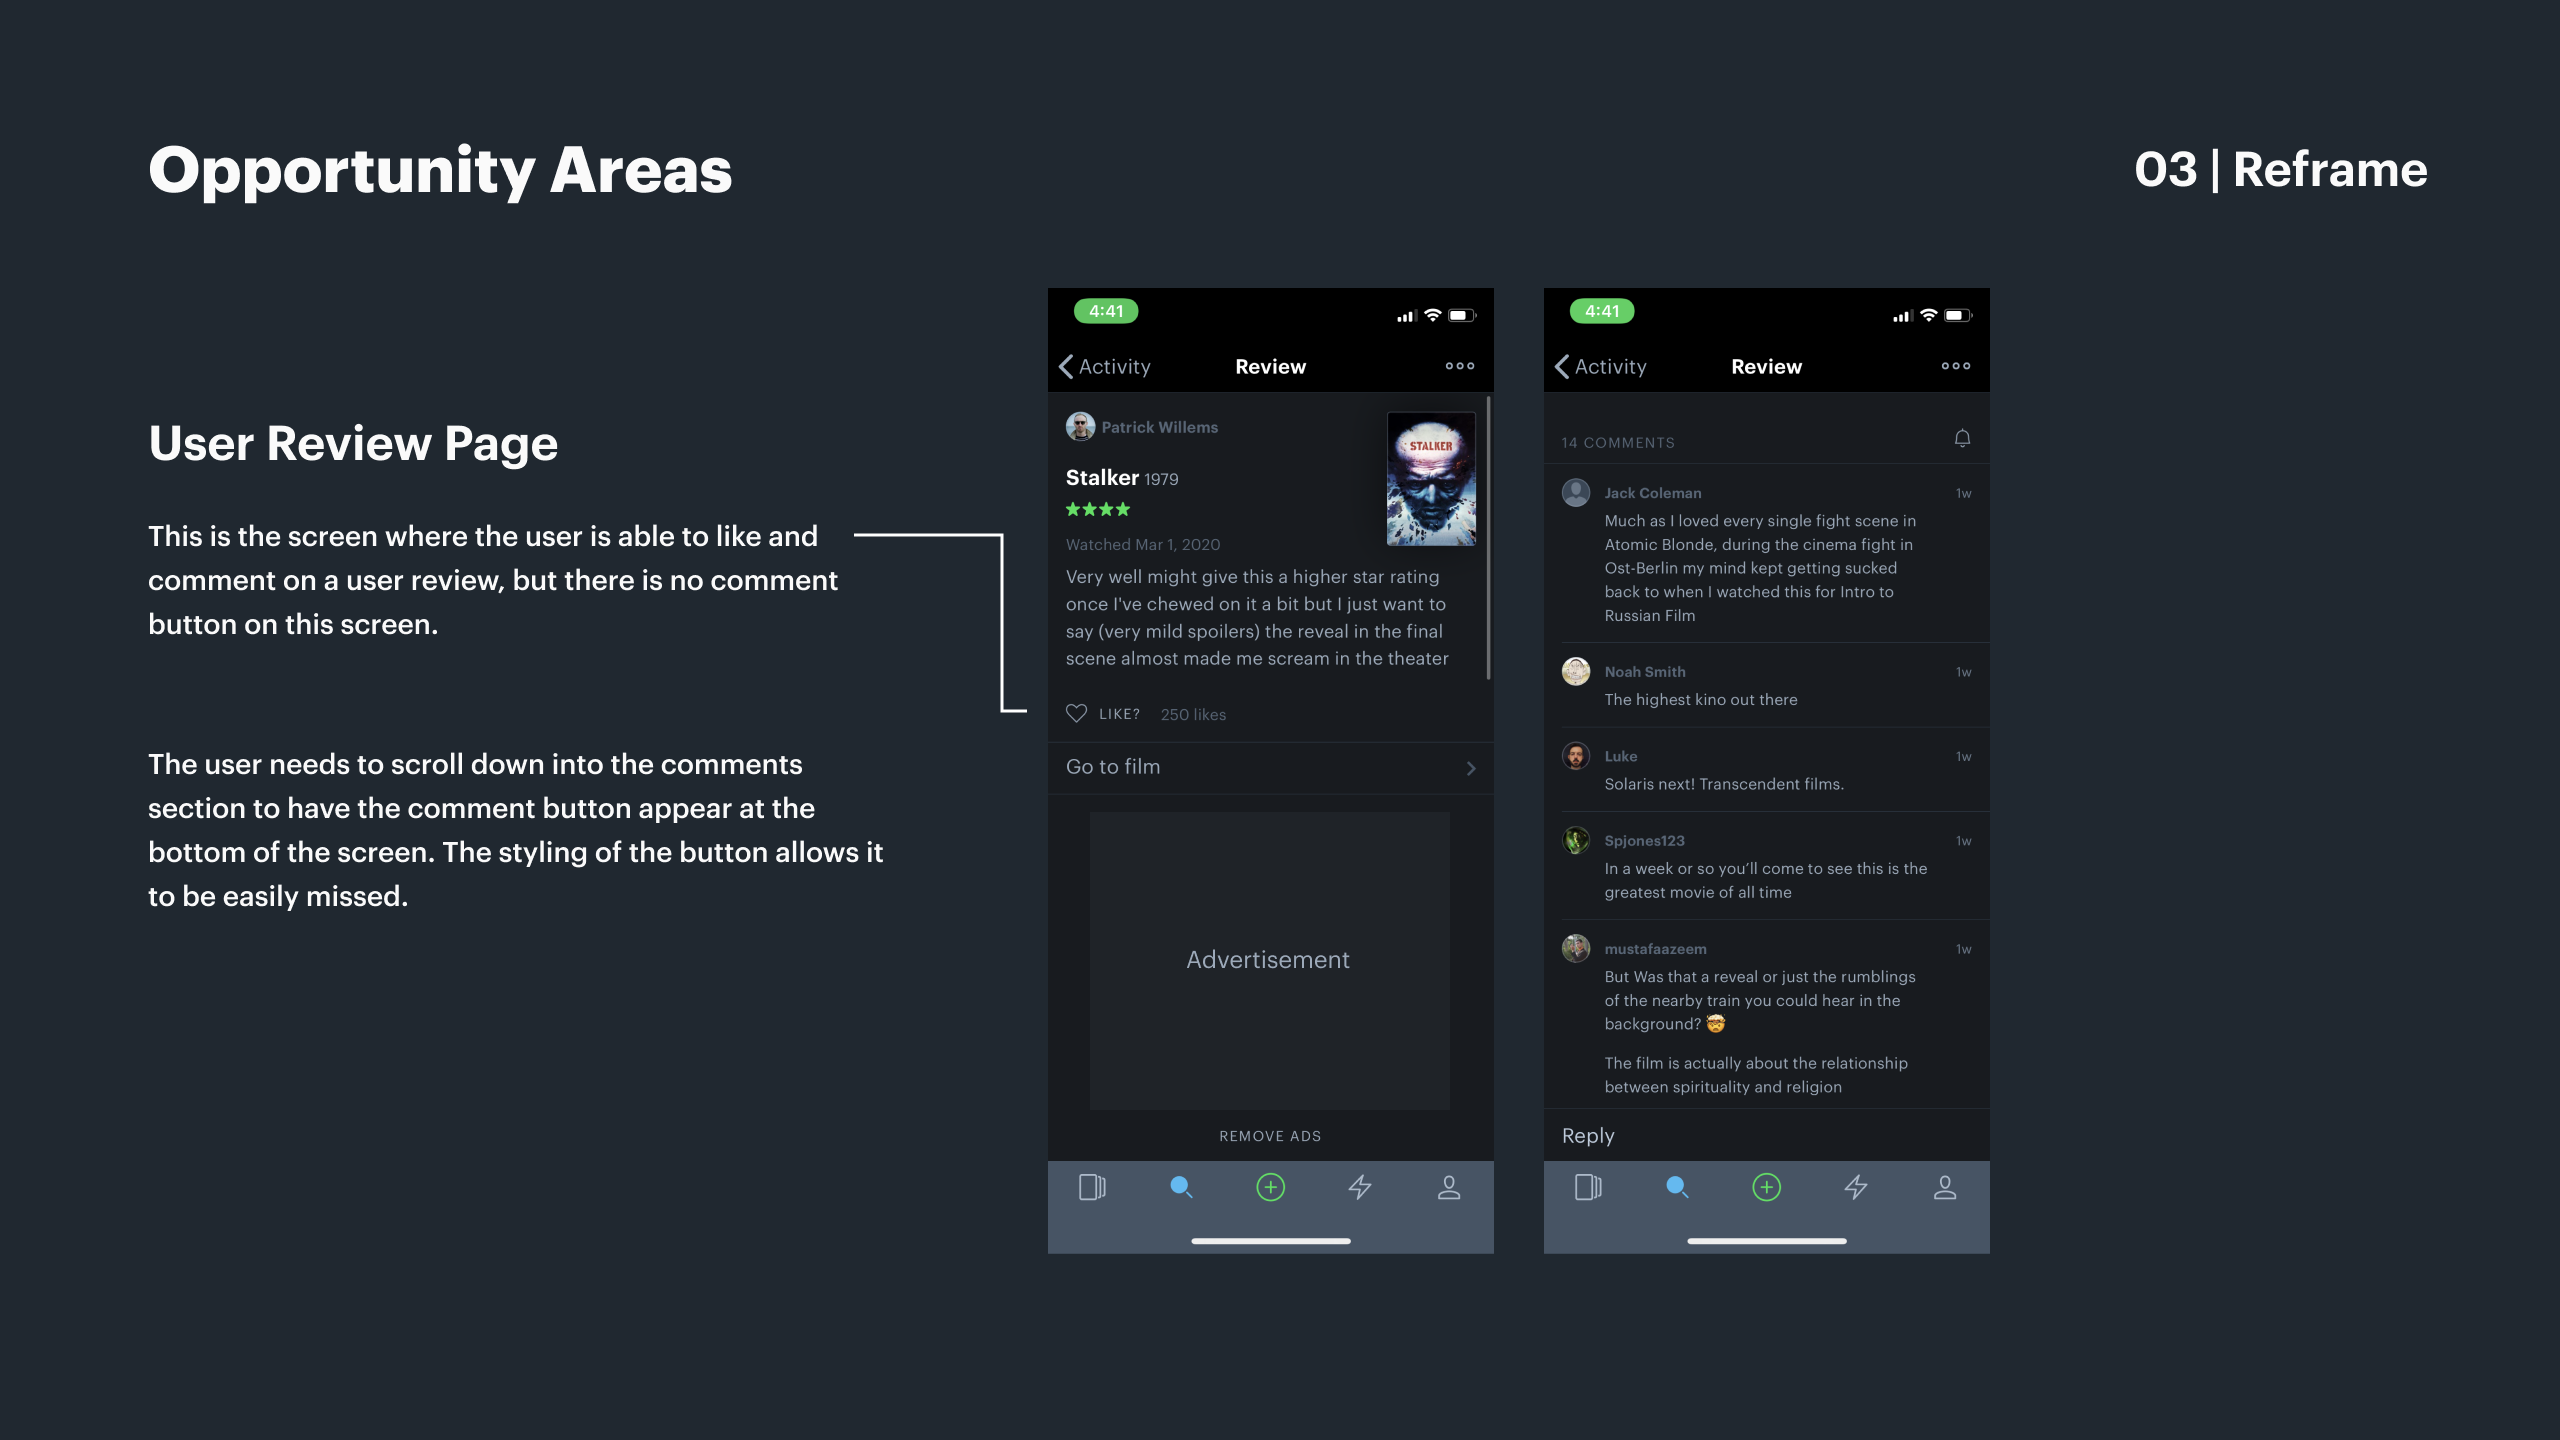 Opportunity Areas
03 | Reframe
User Review Page
This is the screen where the user is able to like and
comment on a user review, but there is no comment
button on this screen.
The user needs to scroll down into the comments
section to have the comment button appear at the
bottom of the screen. The styling of the button allows it
to be easily missed.
4:41
Activity
Review
Patrick Willems
Stalker 1979
★★★★
Watched Mar 1, 2020
STALKER
Very well might give this a higher star rating
once I've chewed on it a bit but I just want to
say (very mild spoilers) the reveal in the final
scene almost made me scream in the theater
LIKE? 250 likes
Go to film
Advertisement
REMOVE ADS
4:41
Activity
Review
14 COMMENTS
Jack Coleman 1w
Much as I loved every single fight scene in
Atomic Blonde, during the cinema fight in
Ost-Berlin my mind kept getting sucked
back to when I watched this for Intro to
Russian Film
Noah Smith 1w
The highest kino out there
Luke 1w
Solaris next! Transcendent films.
Spjones123 1w
In a week or so you’ll come to see this is the
greatest movie of all time
mustafaazeem 1w
But Was that a reveal or just the rumblings
of the nearby train you could hear in the
background? 🤯
The film is actually about the relationship
between spirituality and religion
Reply